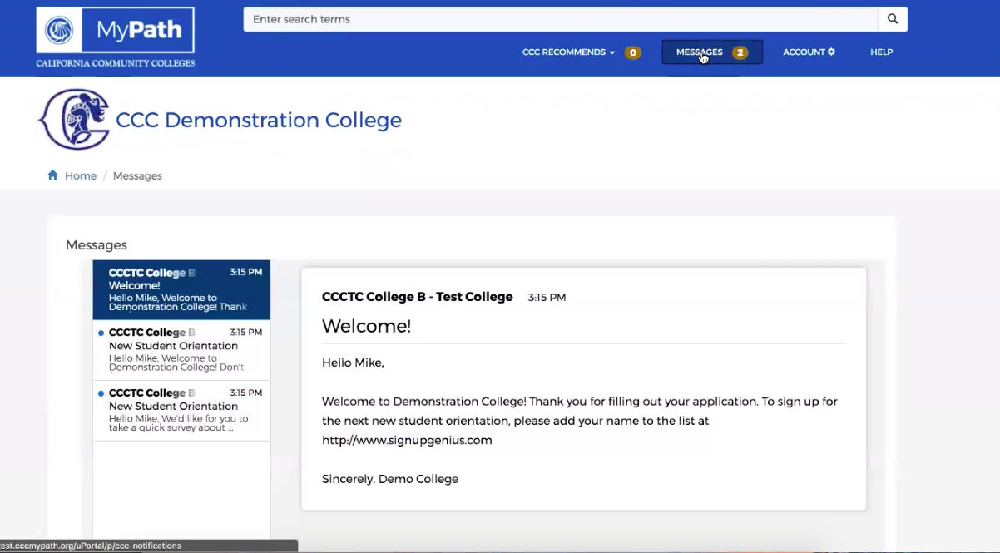 MyPath
CALIFORNIA COMMUNITY COLLEGES
Enter search terms
CCC RECOMMENDS 0 MESSAGES 2 ACCOUNT HELP
CCC Demonstration College
Home / Messages
Messages
CCCTC College B 3:15 PM
Welcome!
Hello Mike, Welcome to
Demonstration College! Thank
CCCTC College B 3:15 PM
New Student Orientation
Hello Mike, Welcome to
Demonstration College! Don't
CCCTC College B 3:15 PM
New Student Orientation
Hello Mike, We'd like for you to
take a quick survey about ...
CCCTC College B - Test College 3:15 PM
Welcome!
Hello Mike,
Welcome to Demonstration College! Thank you for filling out your application. To sign up for
the next new student orientation, please add your name to the list at
http://www.signupgenius.com
Sincerely, Demo College
test.cccmypath.org/uPortal/p/ccc-notifications